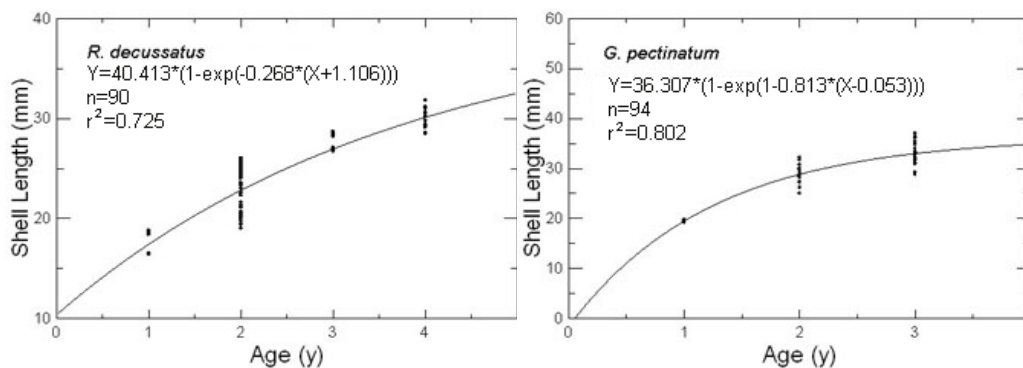 40
30
20
10
Shell Length (mm)
R. decussatus
Y=40.413*(1-exp(-0.268*(X+1.106)))
n=90
r²=0.725
0 1 2 3 4
Age (y)
60
50
40
30
20
10
0
Shell Length (mm)
G. pectinatum
Y=36.307*(1-exp(1-0.813*(X-0.053)))
n=94
r²=0.802
0 1 2 3
Age (y)